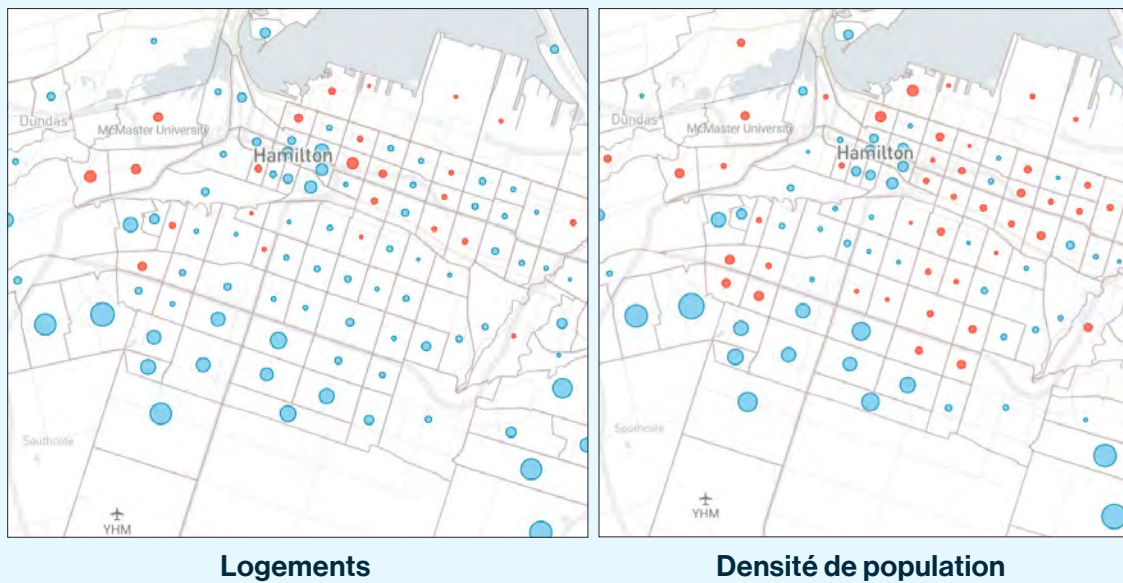 Dundas
McMaster University
Hamilton
Southcote
YHM
Dundas
McMaster University
Hamilton
Southcote
YHM
Logements
Densité de population